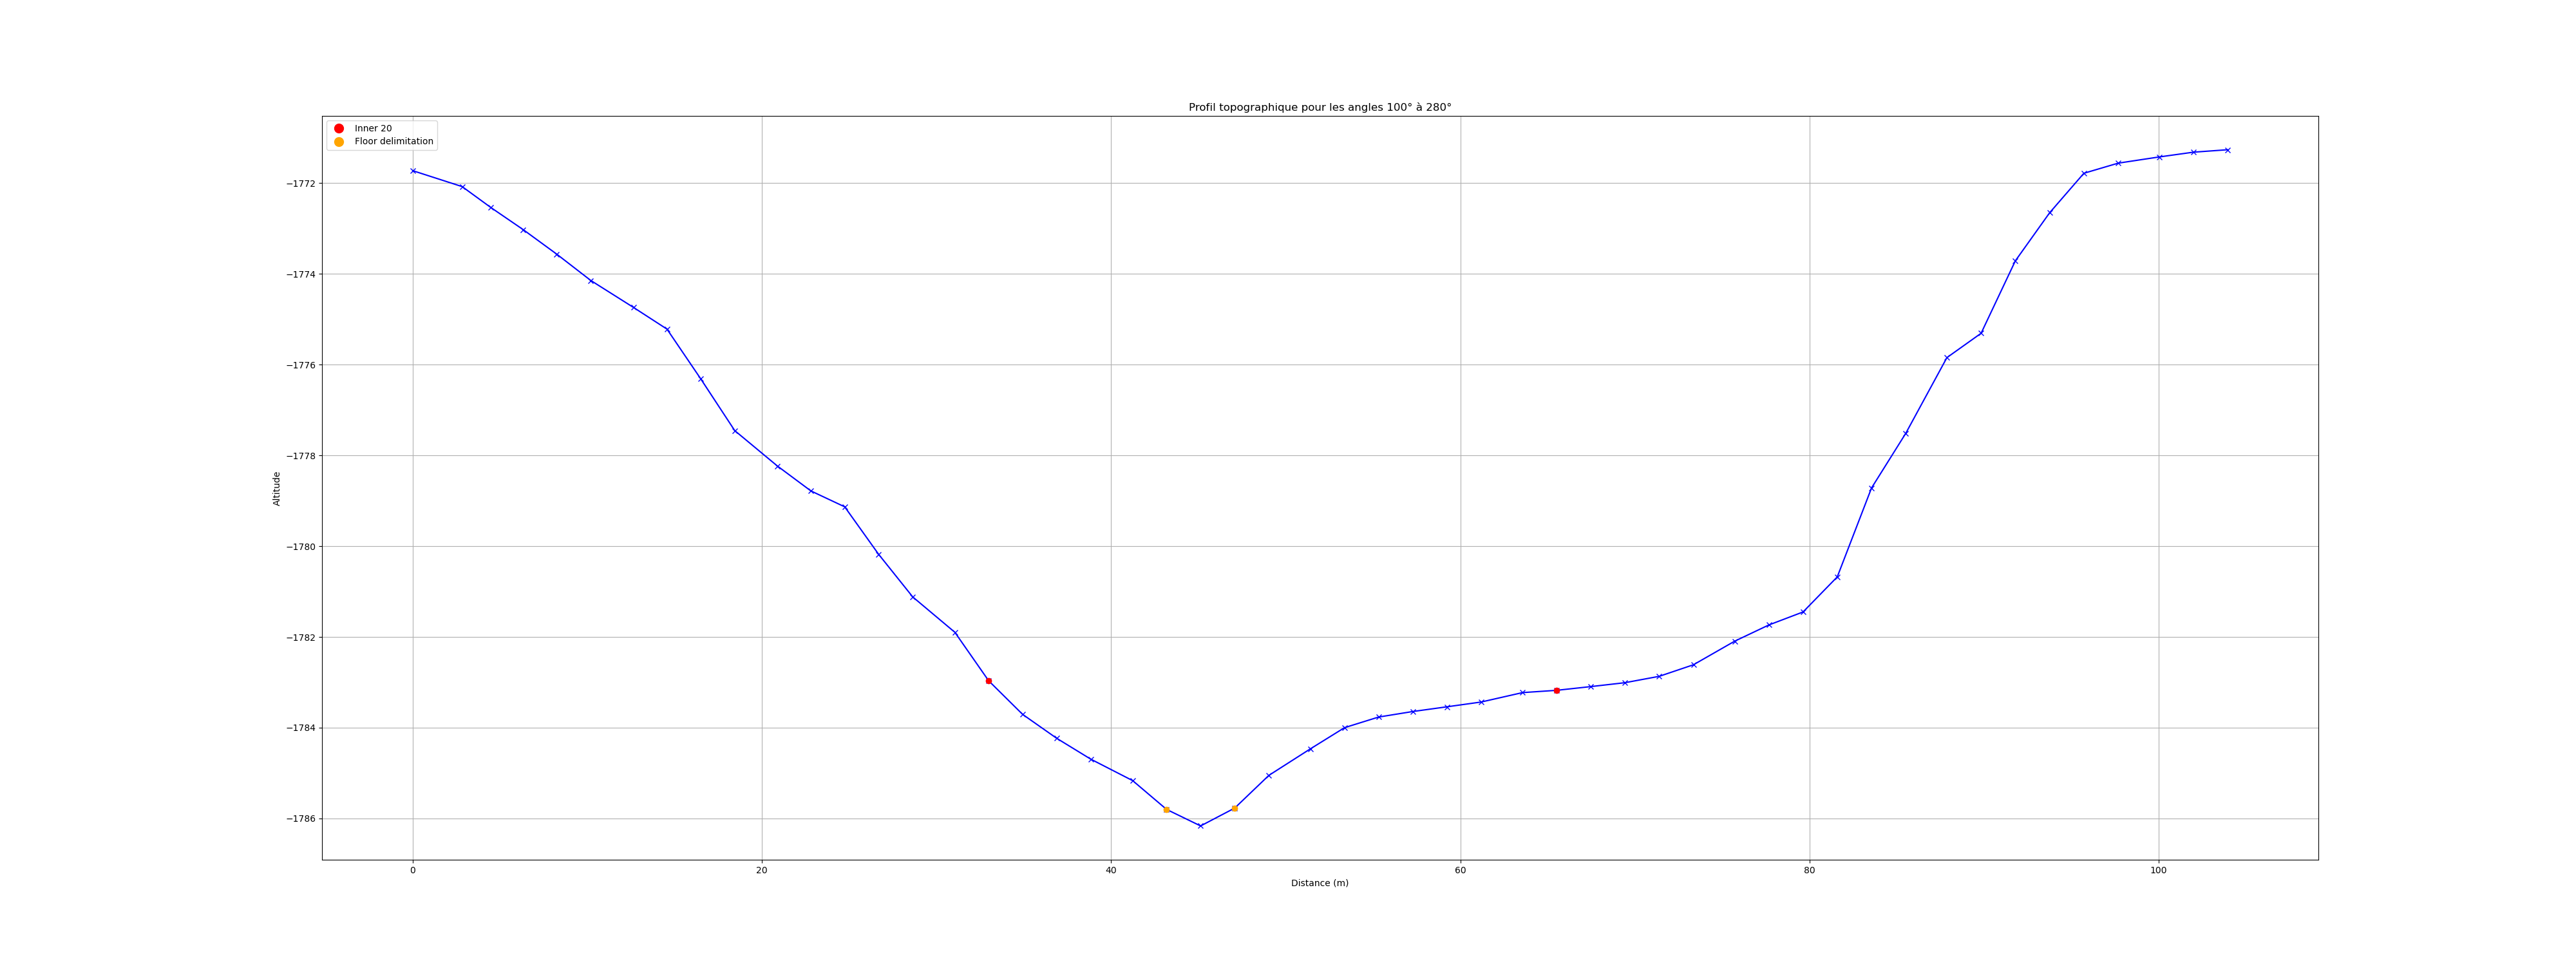 Profil topographique pour les angles 100° à 280°
Inner 20
Floor delimitation
−1772
−1774
−1776
−1778
−1780
−1782
−1784
−1786
Altitude
0 20 40 60 80 100
Distance (m)